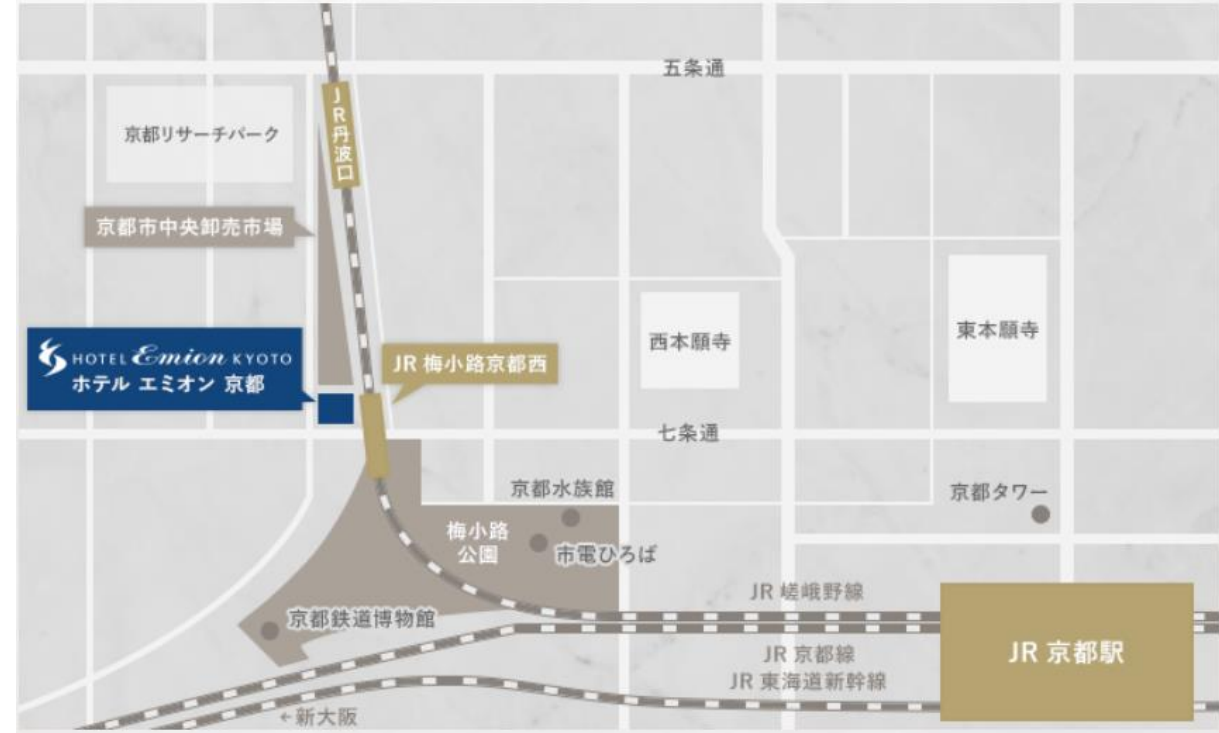 五条通
JR丹波口
京都リサーチパーク
京都市中央卸売市場
HOTEL Emion KYOTO
ホテル エミオン 京都
JR 梅小路京都西
西本願寺
東本願寺
七条通
京都水族館
京都タワー
梅小路
公園
市電ひろば
京都鉄道博物館
JR 嵯峨野線
JR 京都線
JR 東海道新幹線
JR 京都駅
←新大阪